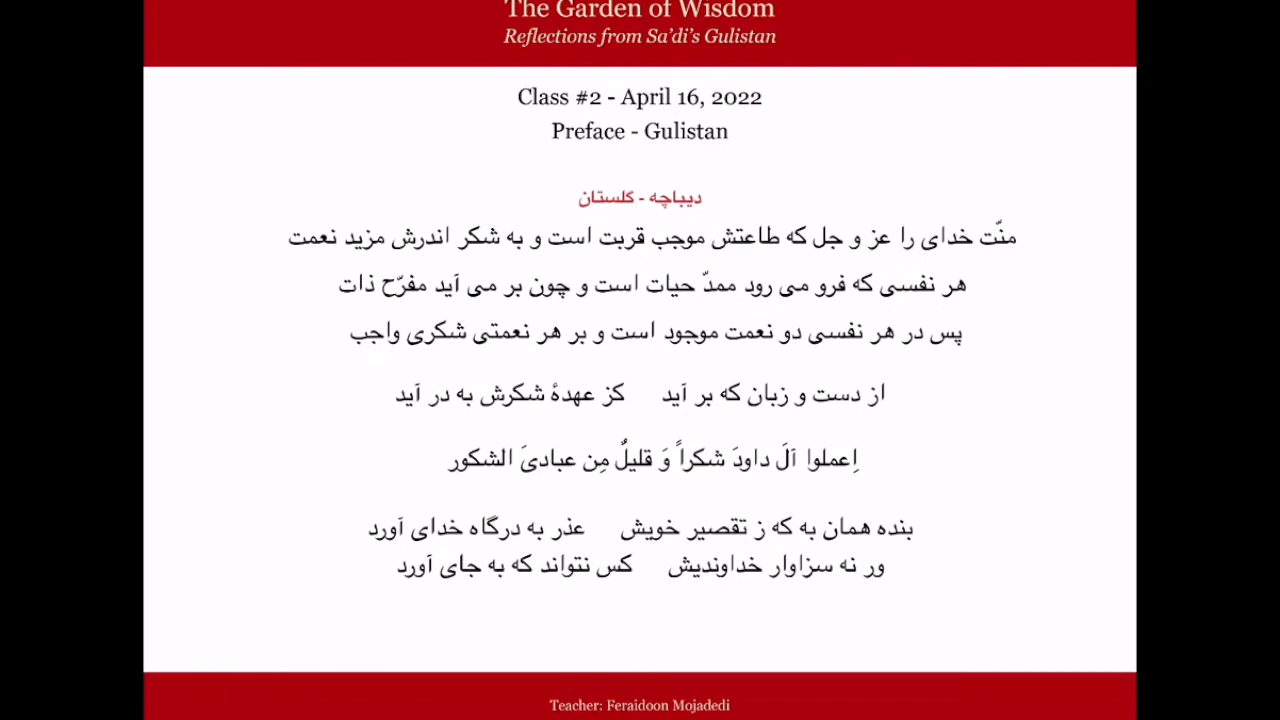 The Garden of Wisdom
Reflections from Sa’di’s Gulistan
Class #2 - April 16, 2022
Preface - Gulistan
دیباچه - گلستان
منّت خدای را عز و جل که طاعتش موجب قربت است و به شکر اندرش مزید نعمت
هر نفسی که فرو می رود ممدّ حیات است و چون بر می آید مفرّح ذات
پس در هر نفسی دو نعمت موجود است و بر هر نعمتی شکری واجب
از دست و زبان که بر آید کز عهدهٔ شکرش به در آید
اِعملوا آلَ داودَ شکراً وَ قلیلٌ مِن عبادیَ الشکور
بنده همان به که ز تقصیر خویش عذر به درگاه خدای آورد
ور نه سزاوار خداوندیش کس نتواند که به جای آورد
Teacher: Feraidoon Mojadedi